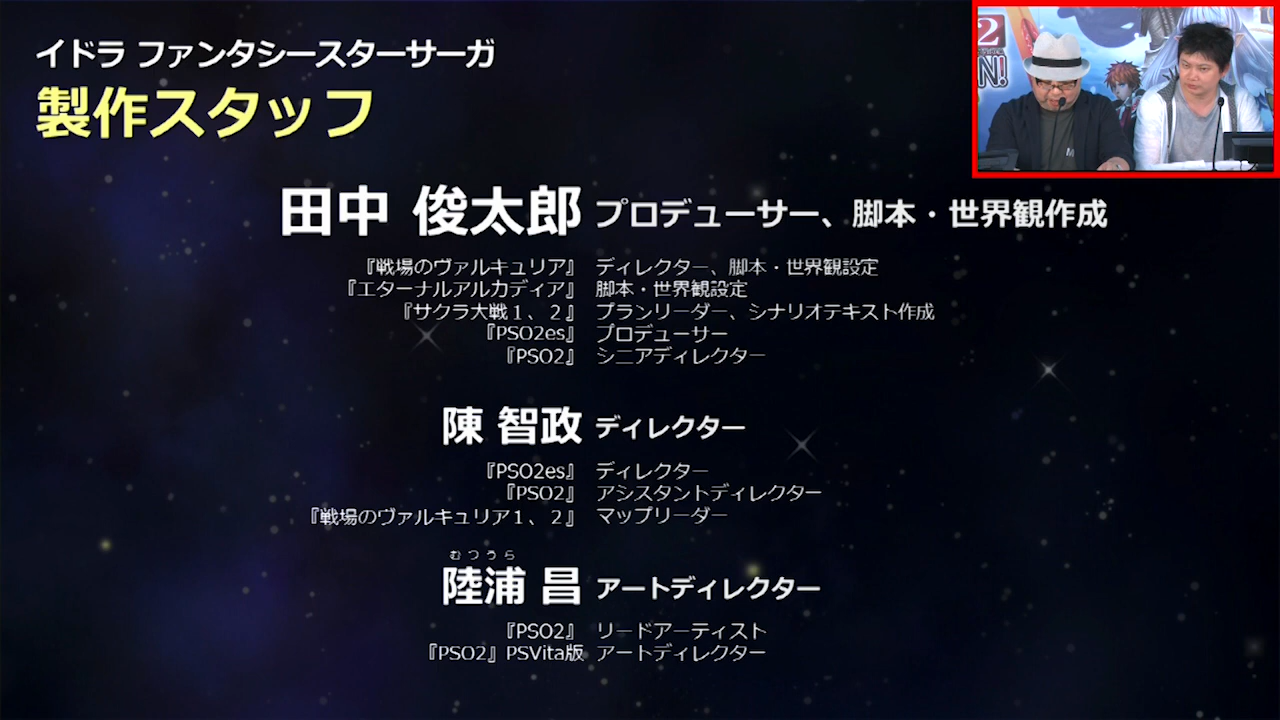 イドラ ファンタシースターサーガ
製作スタッフ
田中 俊太郎 プロデューサー、脚本・世界観作成
『戦場のヴァルキュリア』 ディレクター、脚本・世界観設定
『エターナルアルカディア』 脚本・世界観設定
『サクラ大戦１、２』 プランリーダー、シナリオテキスト作成
『PSO2es』 プロデューサー
『PSO2』 シニアディレクター
陳 智政 ディレクター
『PSO2es』 ディレクター
『PSO2』 アシスタントディレクター
『戦場のヴァルキュリア１、２』 マップリーダー
むつうら
陸浦 昌 アートディレクター
『PSO2』 リードアーティスト
『PSO2』PSVita版 アートディレクター
2
N!